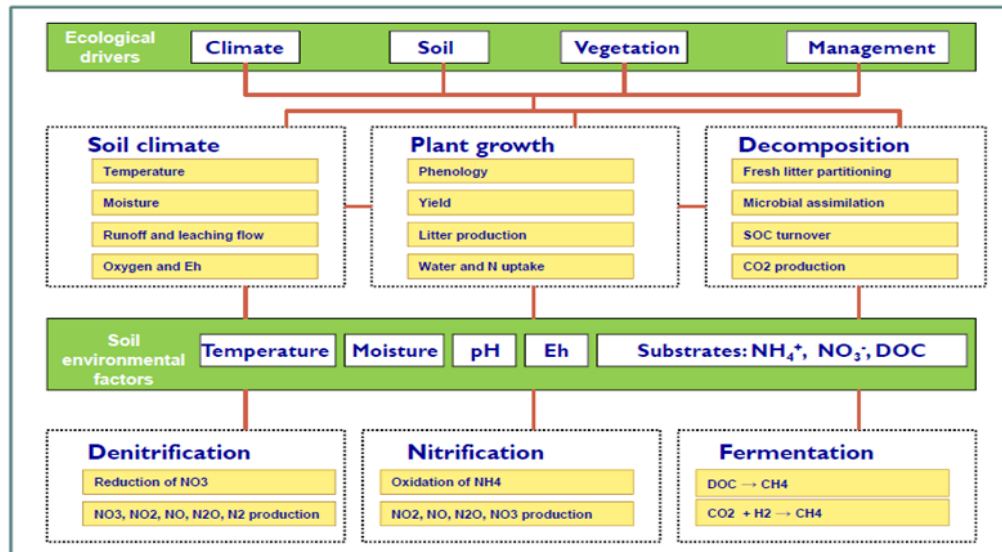 Ecological
drivers
Climate
Soil
Vegetation
Management
Soil climate
Temperature
Moisture
Runoff and leaching flow
Oxygen and Eh
Plant growth
Phenology
Yield
Litter production
Water and N uptake
Decomposition
Fresh litter partitioning
Microbial assimilation
SOC turnover
CO2 production
Soil
environmental
factors
Temperature
Moisture
pH
Eh
Substrates: NH₄⁺, NO₃⁻, DOC
Denitrification
Reduction of NO3
NO3, NO2, NO, N2O, N2 production
Nitrification
Oxidation of NH4
NO2, NO, N2O, NO3 production
Fermentation
DOC → CH4
CO2 + H2 → CH4